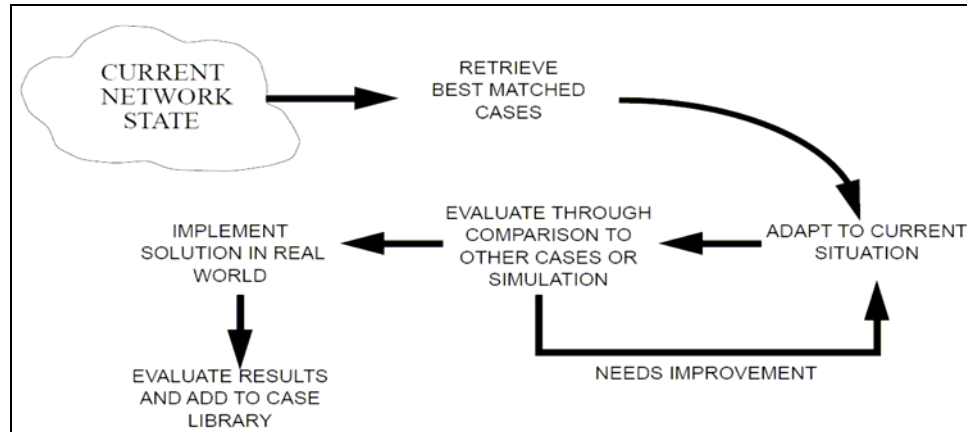 CURRENT
NETWORK
STATE
RETRIEVE
BEST MATCHED
CASES
ADAPT TO CURRENT
SITUATION
EVALUATE THROUGH
COMPARISON TO
OTHER CASES OR
SIMULATION
NEEDS IMPROVEMENT
IMPLEMENT
SOLUTION IN REAL
WORLD
EVALUATE RESULTS
AND ADD TO CASE
LIBRARY